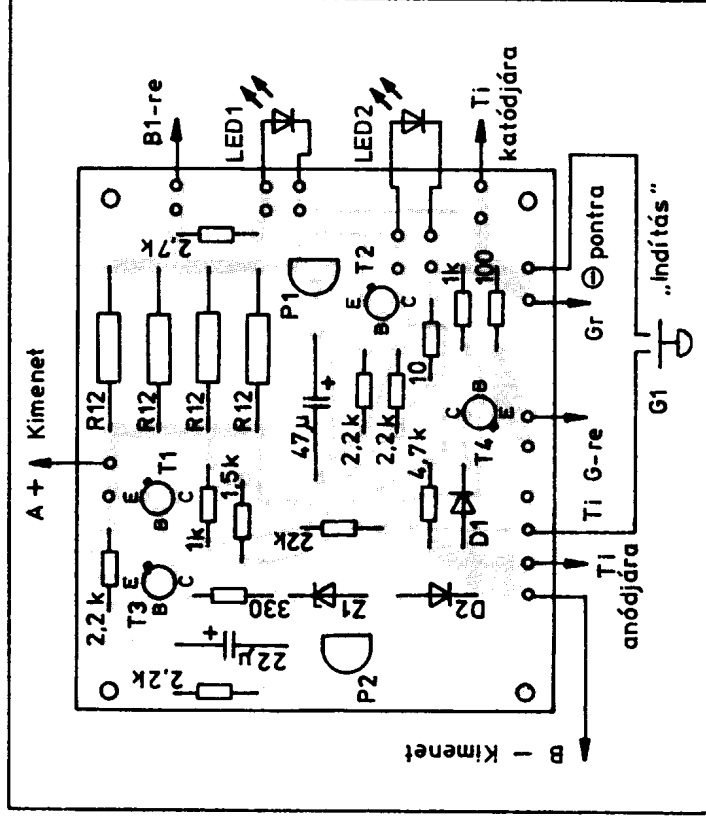 A + Kimenet
B1-re
LED1
LED2
Ti
katódjára
2,7k
R12
R12
R12
R12
P1
T2
E
B
C
1k
100
10
47µ
+
2,2k
2,2k
4,7k
C
B
E
T4
D1
T1
E
B
C
1k
1,5k
22k
2,2k
T3
E
B
C
330
Z1
D2
+
22µ
2,2k
P2
Gr ⊖ pontra
„Indítás”
G1
Ti G-re
Ti
anódjára
B – Kimenet